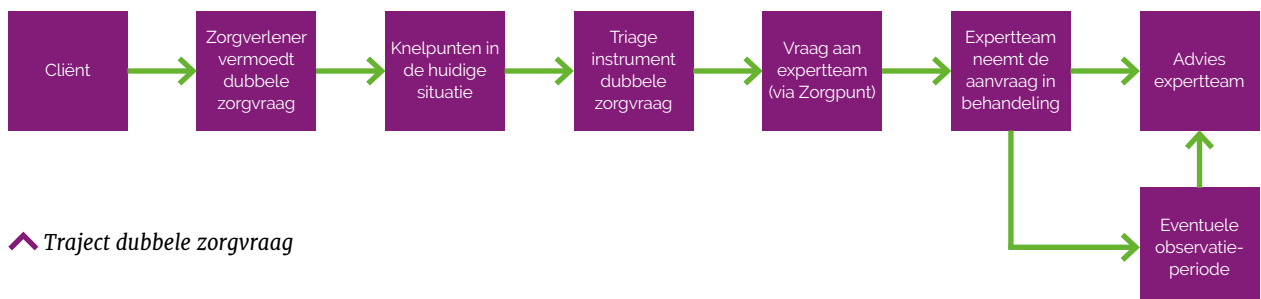 Cliënt
Zorgverlener
vermoedt
dubbele
zorgvraag
Knelpunten in
de huidige
situatie
Triage
instrument
dubbele
zorgvraag
Vraag aan
expertteam
(via Zorgpunt)
Expertteam
neemt de
aanvraag in
behandeling
Advies
expertteam
Eventuele
observatie-
periode
Traject dubbele zorgvraag